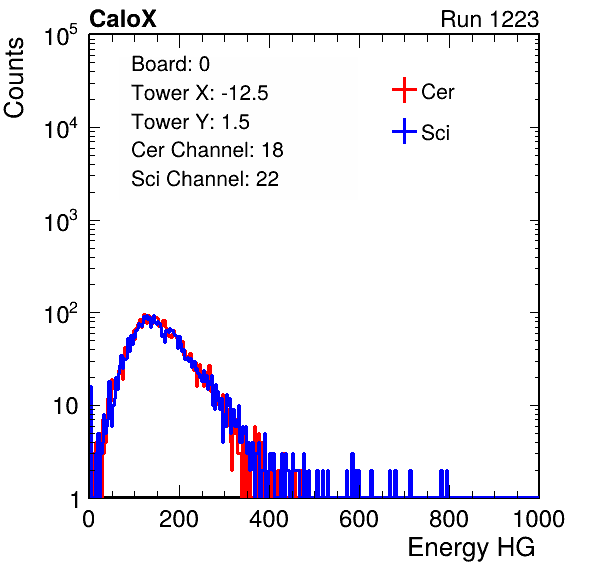 CaloX Run 1223
Counts
10^5
Board: 0
Tower X: -12.5
Tower Y: 1.5
Cer Channel: 18
Sci Channel: 22
Cer
Sci
10^4
10^3
10^2
10
1
0 200 400 600 800 1000
Energy HG